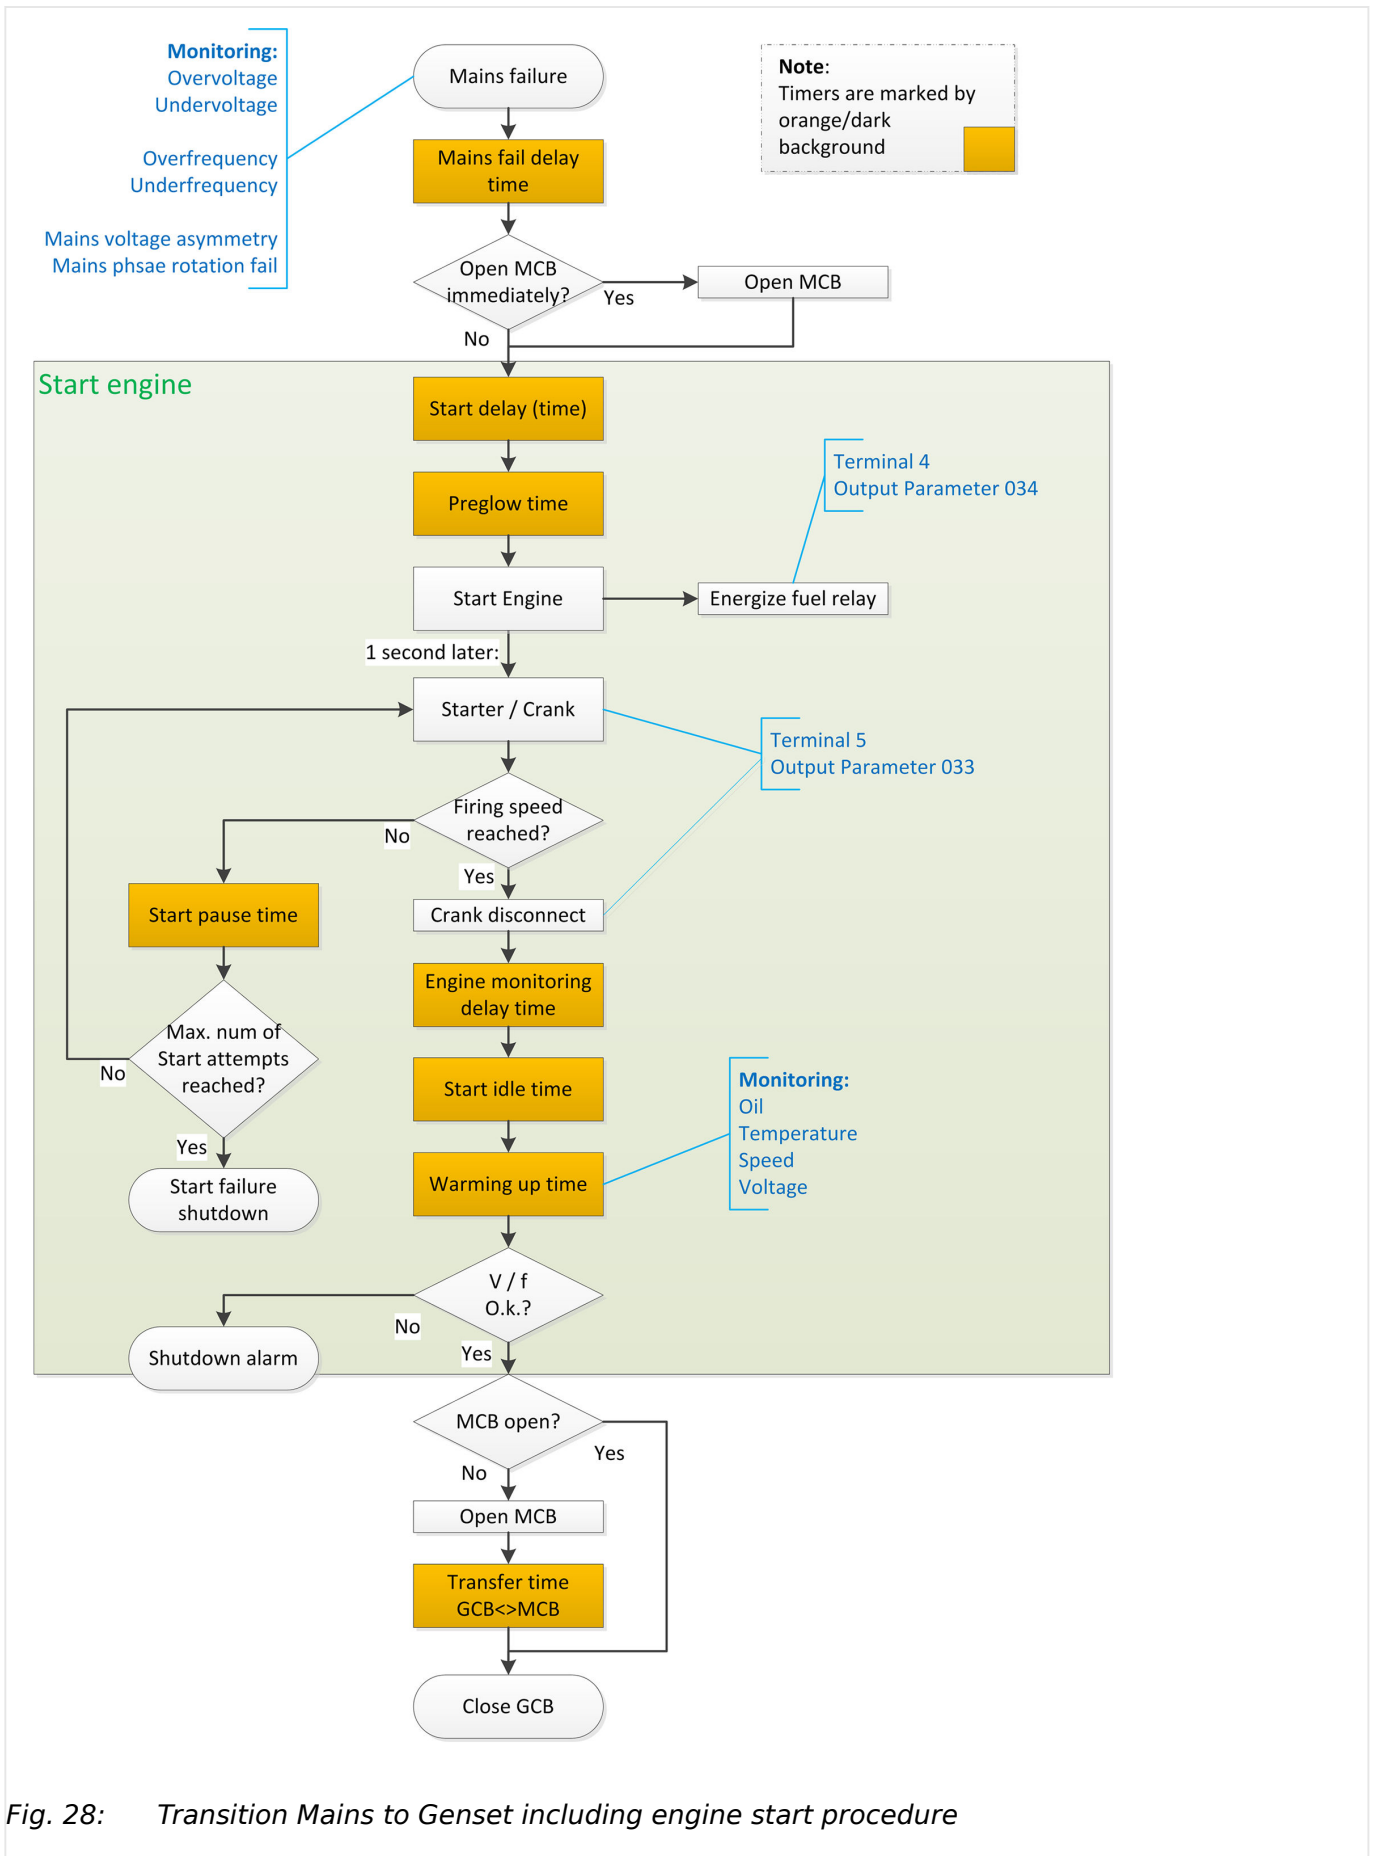 Monitoring:
Overvoltage
Undervoltage
Overfrequency
Underfrequency
Mains voltage asymmetry
Mains phsae rotation fail
Mains failure
Note:
Timers are marked by
orange/dark
background
Mains fail delay
time
Open MCB
immediately?
Yes
Open MCB
No
Start engine
Start delay (time)
Preglow time
Terminal 4
Output Parameter 034
Start Engine
Energize fuel relay
1 second later:
Starter / Crank
Terminal 5
Output Parameter 033
Firing speed
reached?
No
Yes
Start pause time
Crank disconnect
Engine monitoring
delay time
Max. num of
Start attempts
reached?
No
Yes
Start failure
shutdown
Start idle time
Monitoring:
Oil
Temperature
Speed
Voltage
Warming up time
V / f
O.k.?
No
Yes
Shutdown alarm
MCB open?
Yes
No
Open MCB
Transfer time
GCB<>MCB
Close GCB
Fig. 28: Transition Mains to Genset including engine start procedure